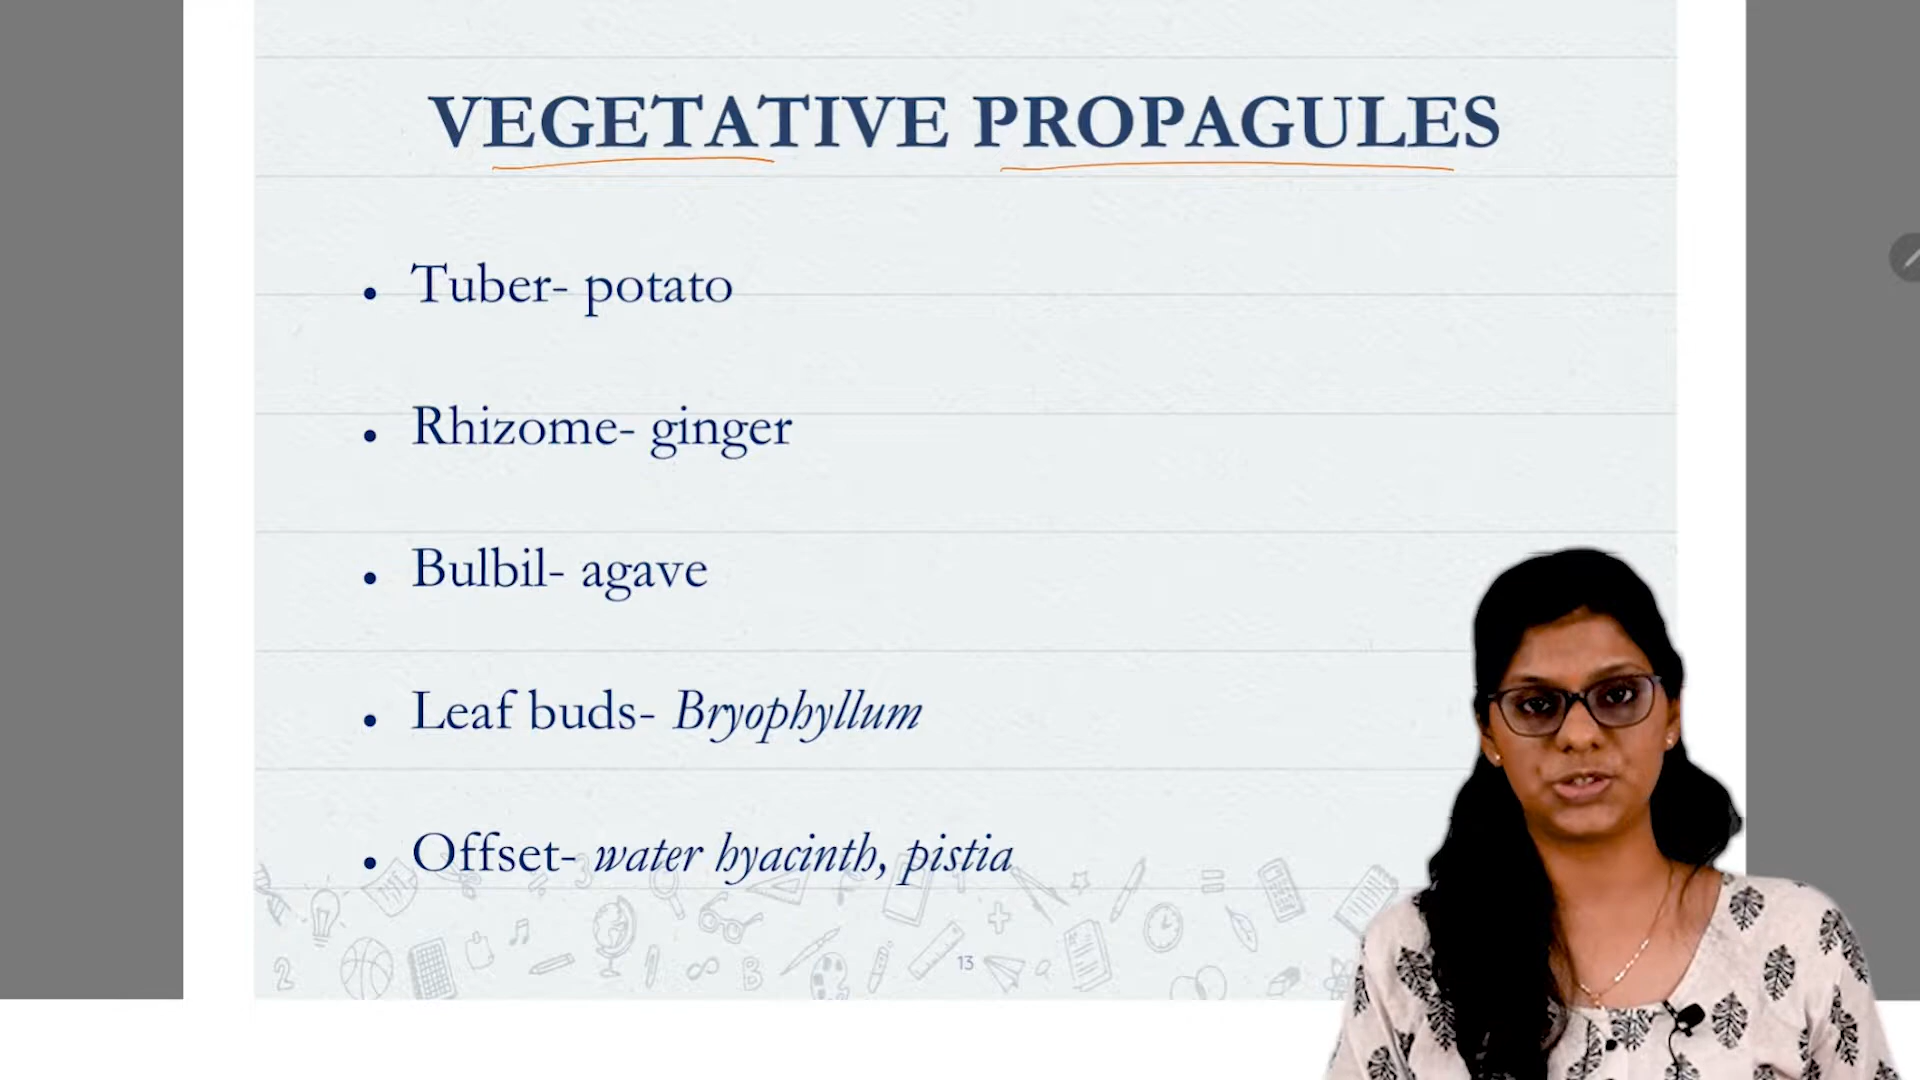 VEGETATIVE PROPAGULES
• Tuber- potato
• Rhizome- ginger
• Bulbil- agave
• Leaf buds- Bryophyllum
• Offset- water hyacinth, pistia
13